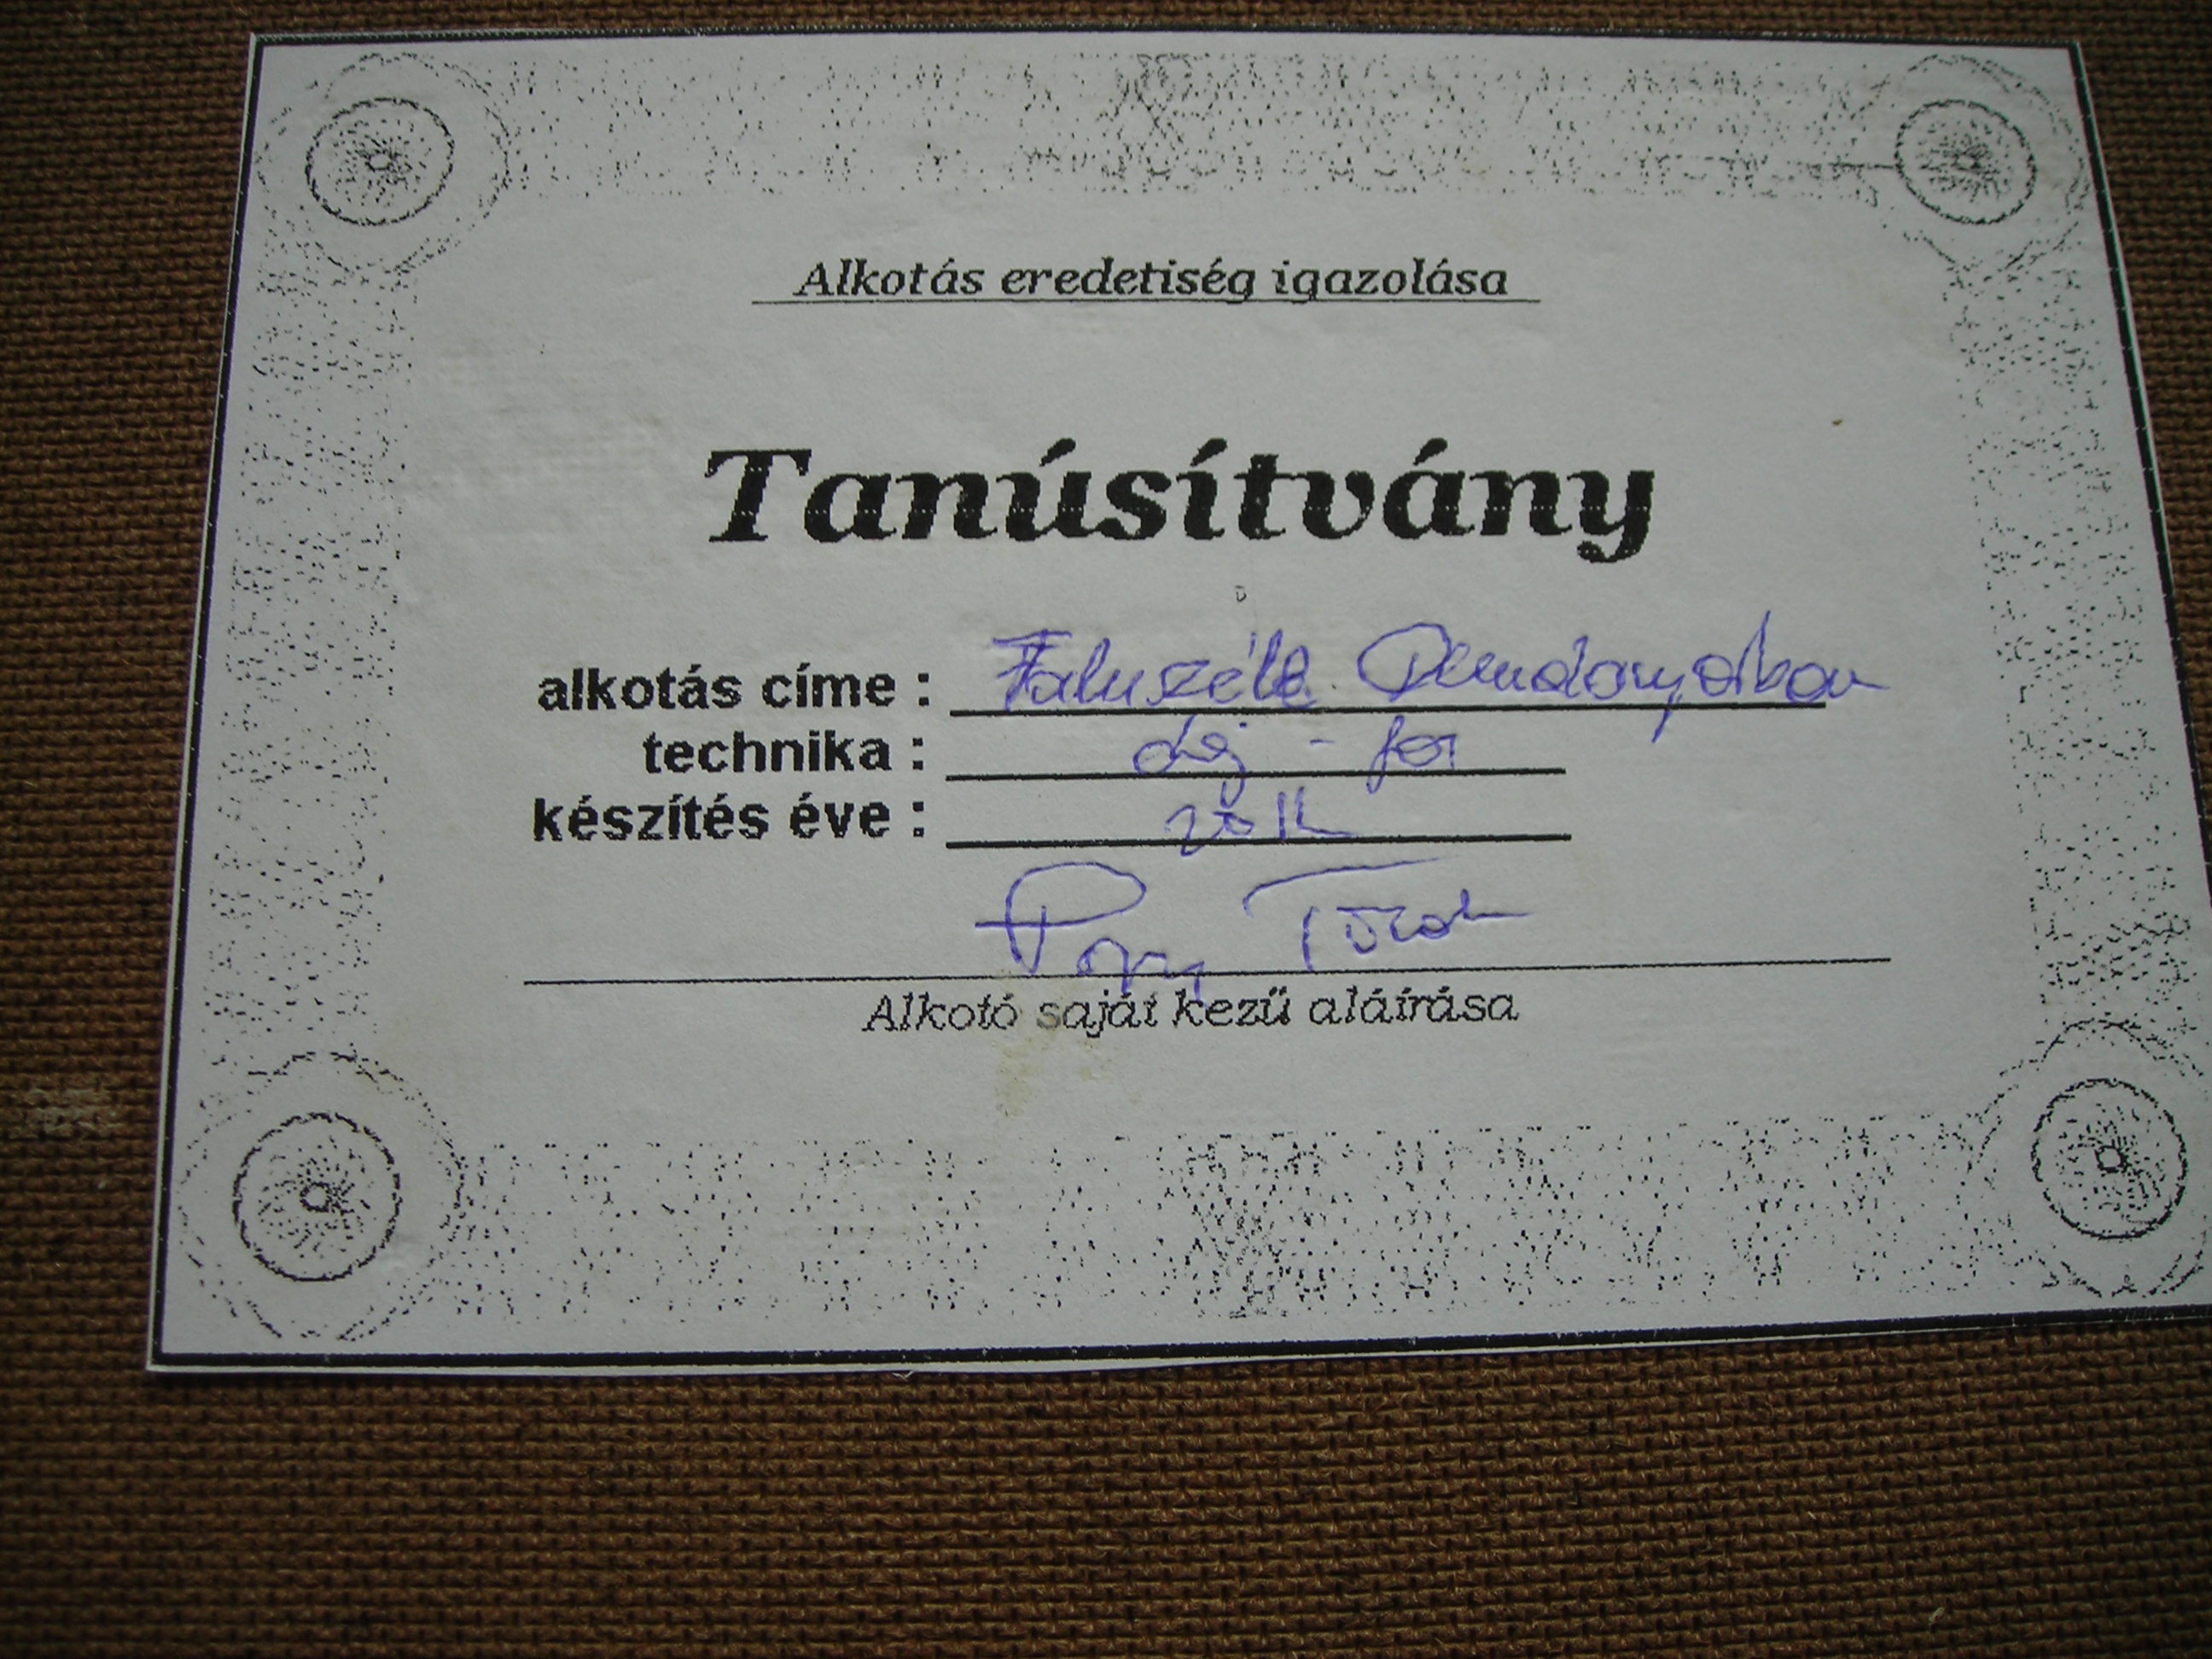 Alkotás eredetiség igazolása
Tanúsítvány
alkotás címe : Faluszéle
technika : olaj - fa
készítés éve :
Alkotó saját kezű aláírása